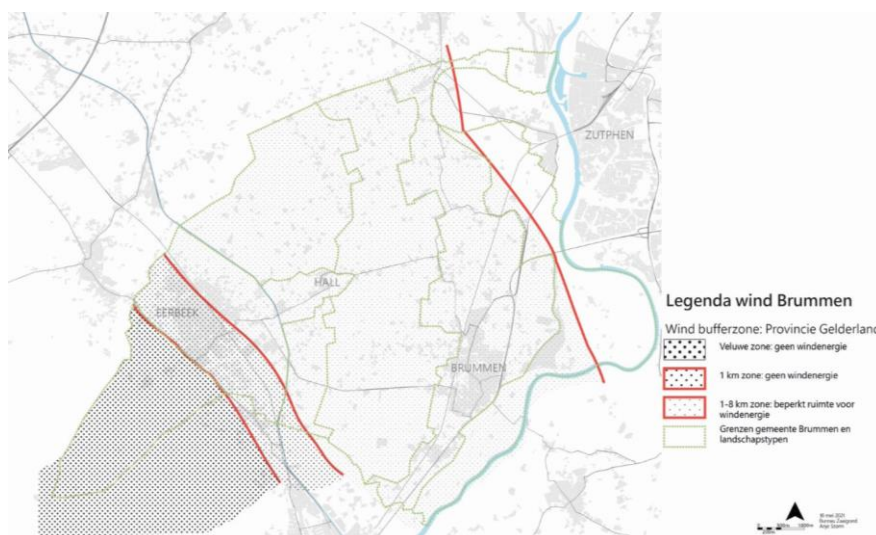 ZUTPHEN
HALL
EERBEEK
BRUMMEN
Legenda wind Brummen
Wind bufferzone: Provincie Gelderland
Veluwe zone: geen windenergie
1 km zone: geen windenergie
1-8 km zone: beperkt ruimte voor
windenergie
Grenzen gemeente Brummen en
landschapstypen